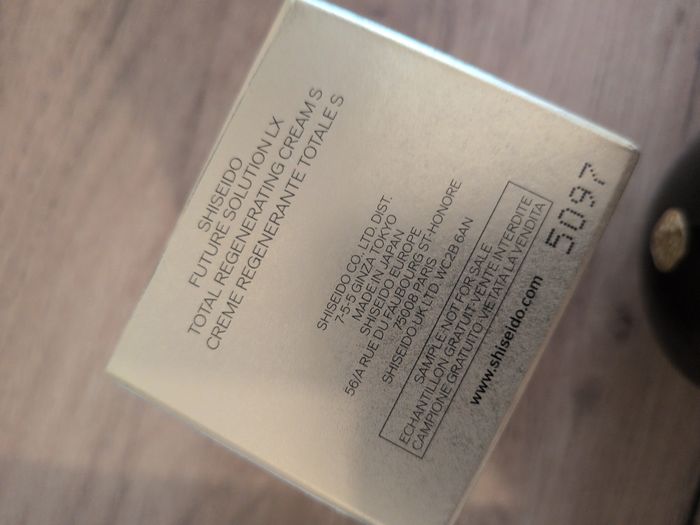 SHISEIDO
FUTURE SOLUTION LX
TOTAL REGENERATING CREAM S
CREME REGENERANTE TOTALE S
SHISEIDO CO., LTD. DIST.
7-5-5 GINZA TOKYO
MADE IN JAPAN
SHISEIDO EUROPE
56/A RUE DU FAUBOURG ST-HONORE
75008 PARIS
SHISEIDO UK LTD·WC2B 6AN
SAMPLE·NOT FOR SALE
ECHANTILLON GRATUIT·VENTE INTERDITE
CAMPIONE GRATUITO·VIETATA LA VENDITA
www.shiseido.com
5097